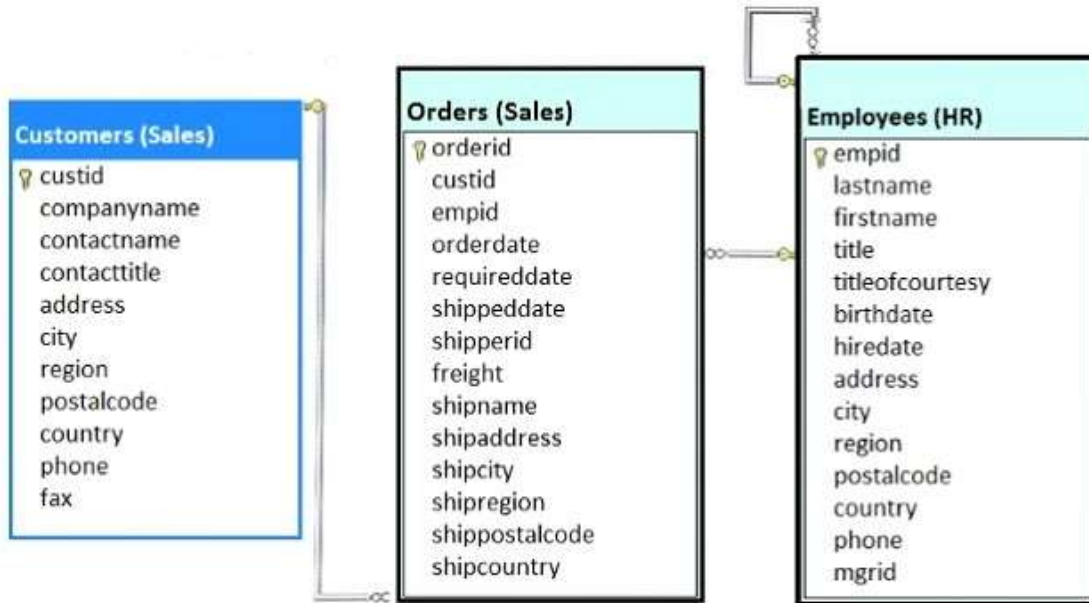 Customers (Sales)
custid
companyname
contactname
contacttitle
address
city
region
postalcode
country
phone
fax
Orders (Sales)
orderid
custid
empid
orderdate
requireddate
shippeddate
shipperid
freight
shipname
shipaddress
shipcity
shipregion
shippostalcode
shipcountry
Employees (HR)
empid
lastname
firstname
title
titleofcourtesy
birthdate
hiredate
address
city
region
postalcode
country
phone
mgrid